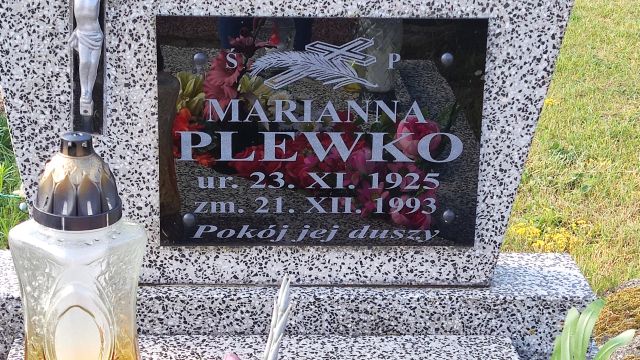 Ś P
MARIANNA
PLEWKO
ur. 23. XI. 1925
zm. 21. XII. 1993
Pokój jej duszy